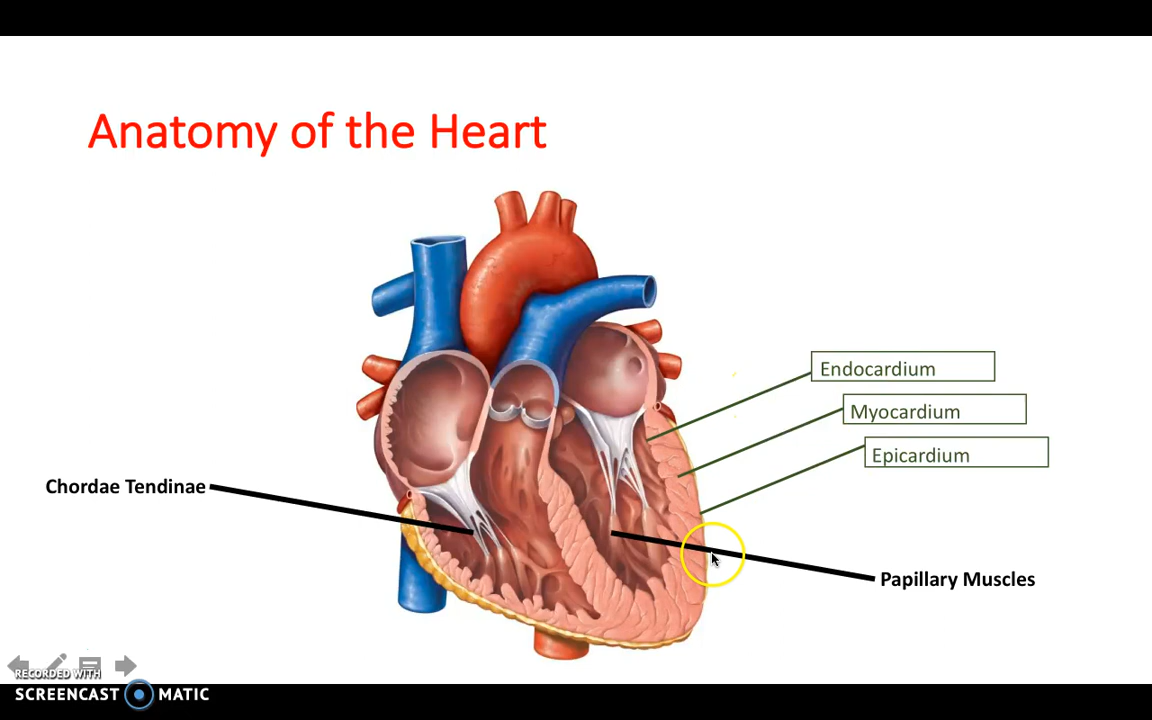 Anatomy of the Heart
Endocardium
Myocardium
Epicardium
Chordae Tendinae
Papillary Muscles
RECORDED WITH
SCREENCAST MATIC